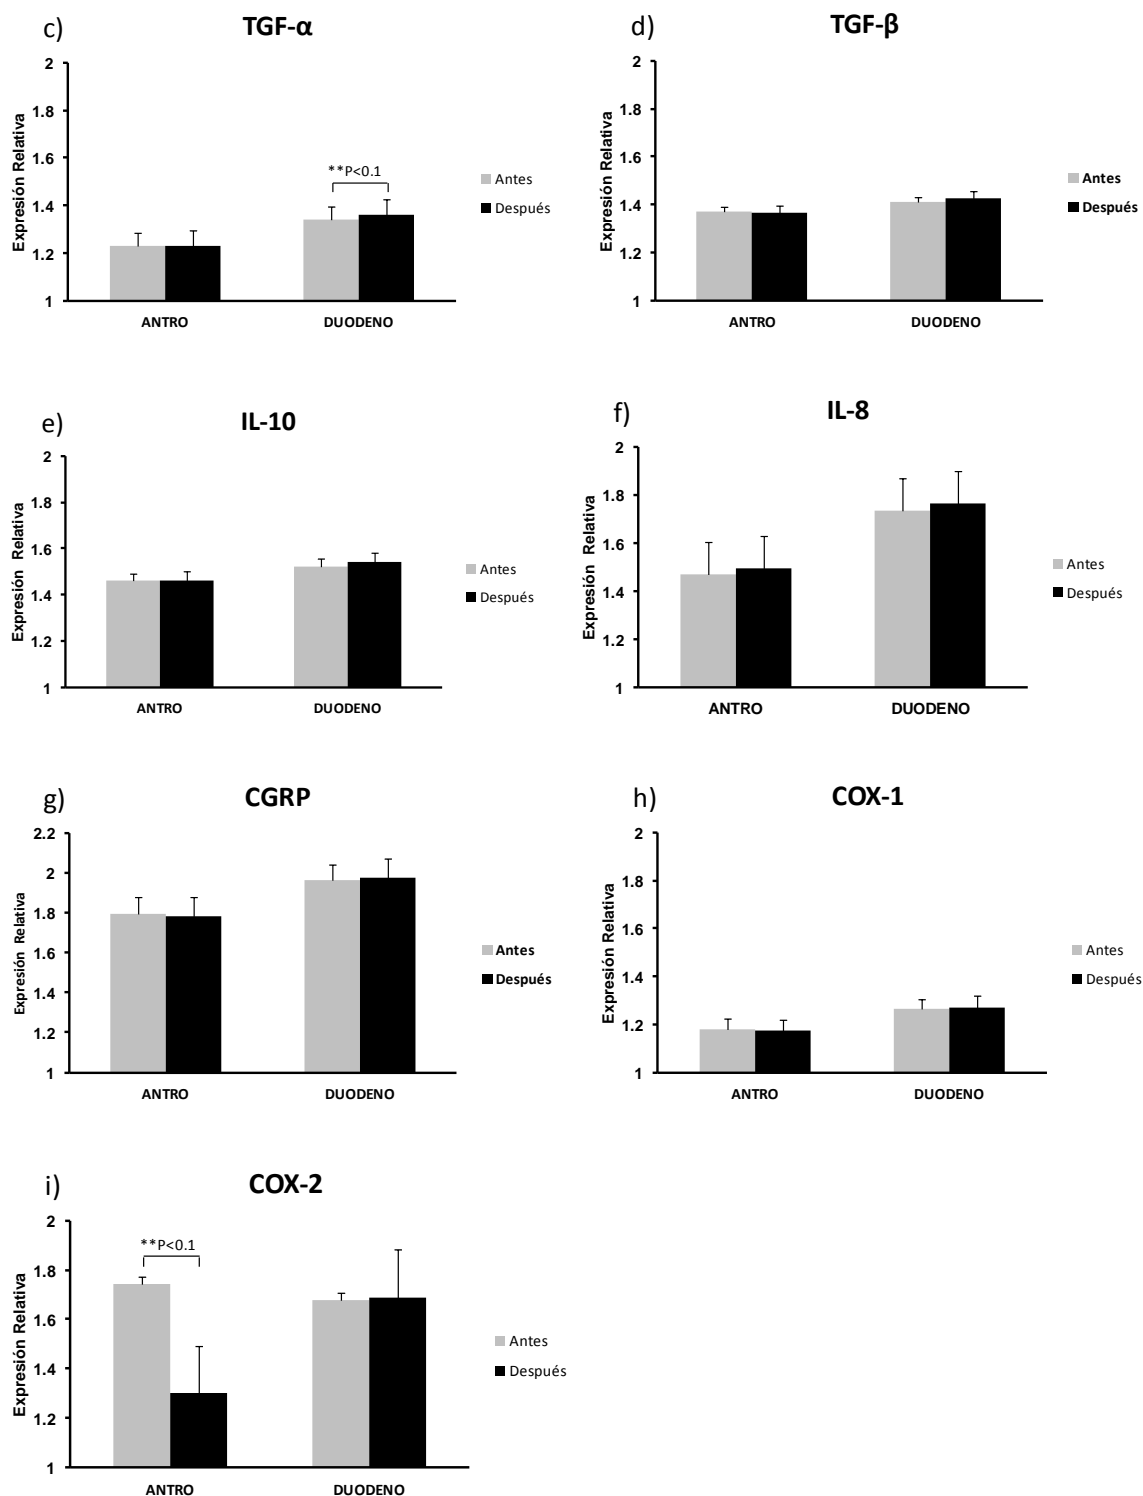 c)
TGF-α
Expresión Relativa
2
1.8
1.6
1.4
1.2
1
**P<0.1
ANTRO
DUODENO
Antes
Después
d)
TGF-β
Expresión Relativa
2
1.8
1.6
1.4
1.2
1
ANTRO
DUODENO
Antes
Después
e)
IL-10
Expresión Relativa
2
1.8
1.6
1.4
1.2
1
ANTRO
DUODENO
Antes
Después
f)
IL-8
Expresión Relativa
2
1.8
1.6
1.4
1.2
1
ANTRO
DUODENO
Antes
Después
g)
CGRP
Expresión Relativa
2.2
2
1.8
1.6
1.4
1.2
1
ANTRO
DUODENO
Antes
Después
h)
COX-1
Expresión Relativa
2
1.8
1.6
1.4
1.2
1
ANTRO
DUODENO
Antes
Después
i)
COX-2
Expresión Relativa
2
1.8
1.6
1.4
1.2
1
**P<0.1
ANTRO
DUODENO
Antes
Después